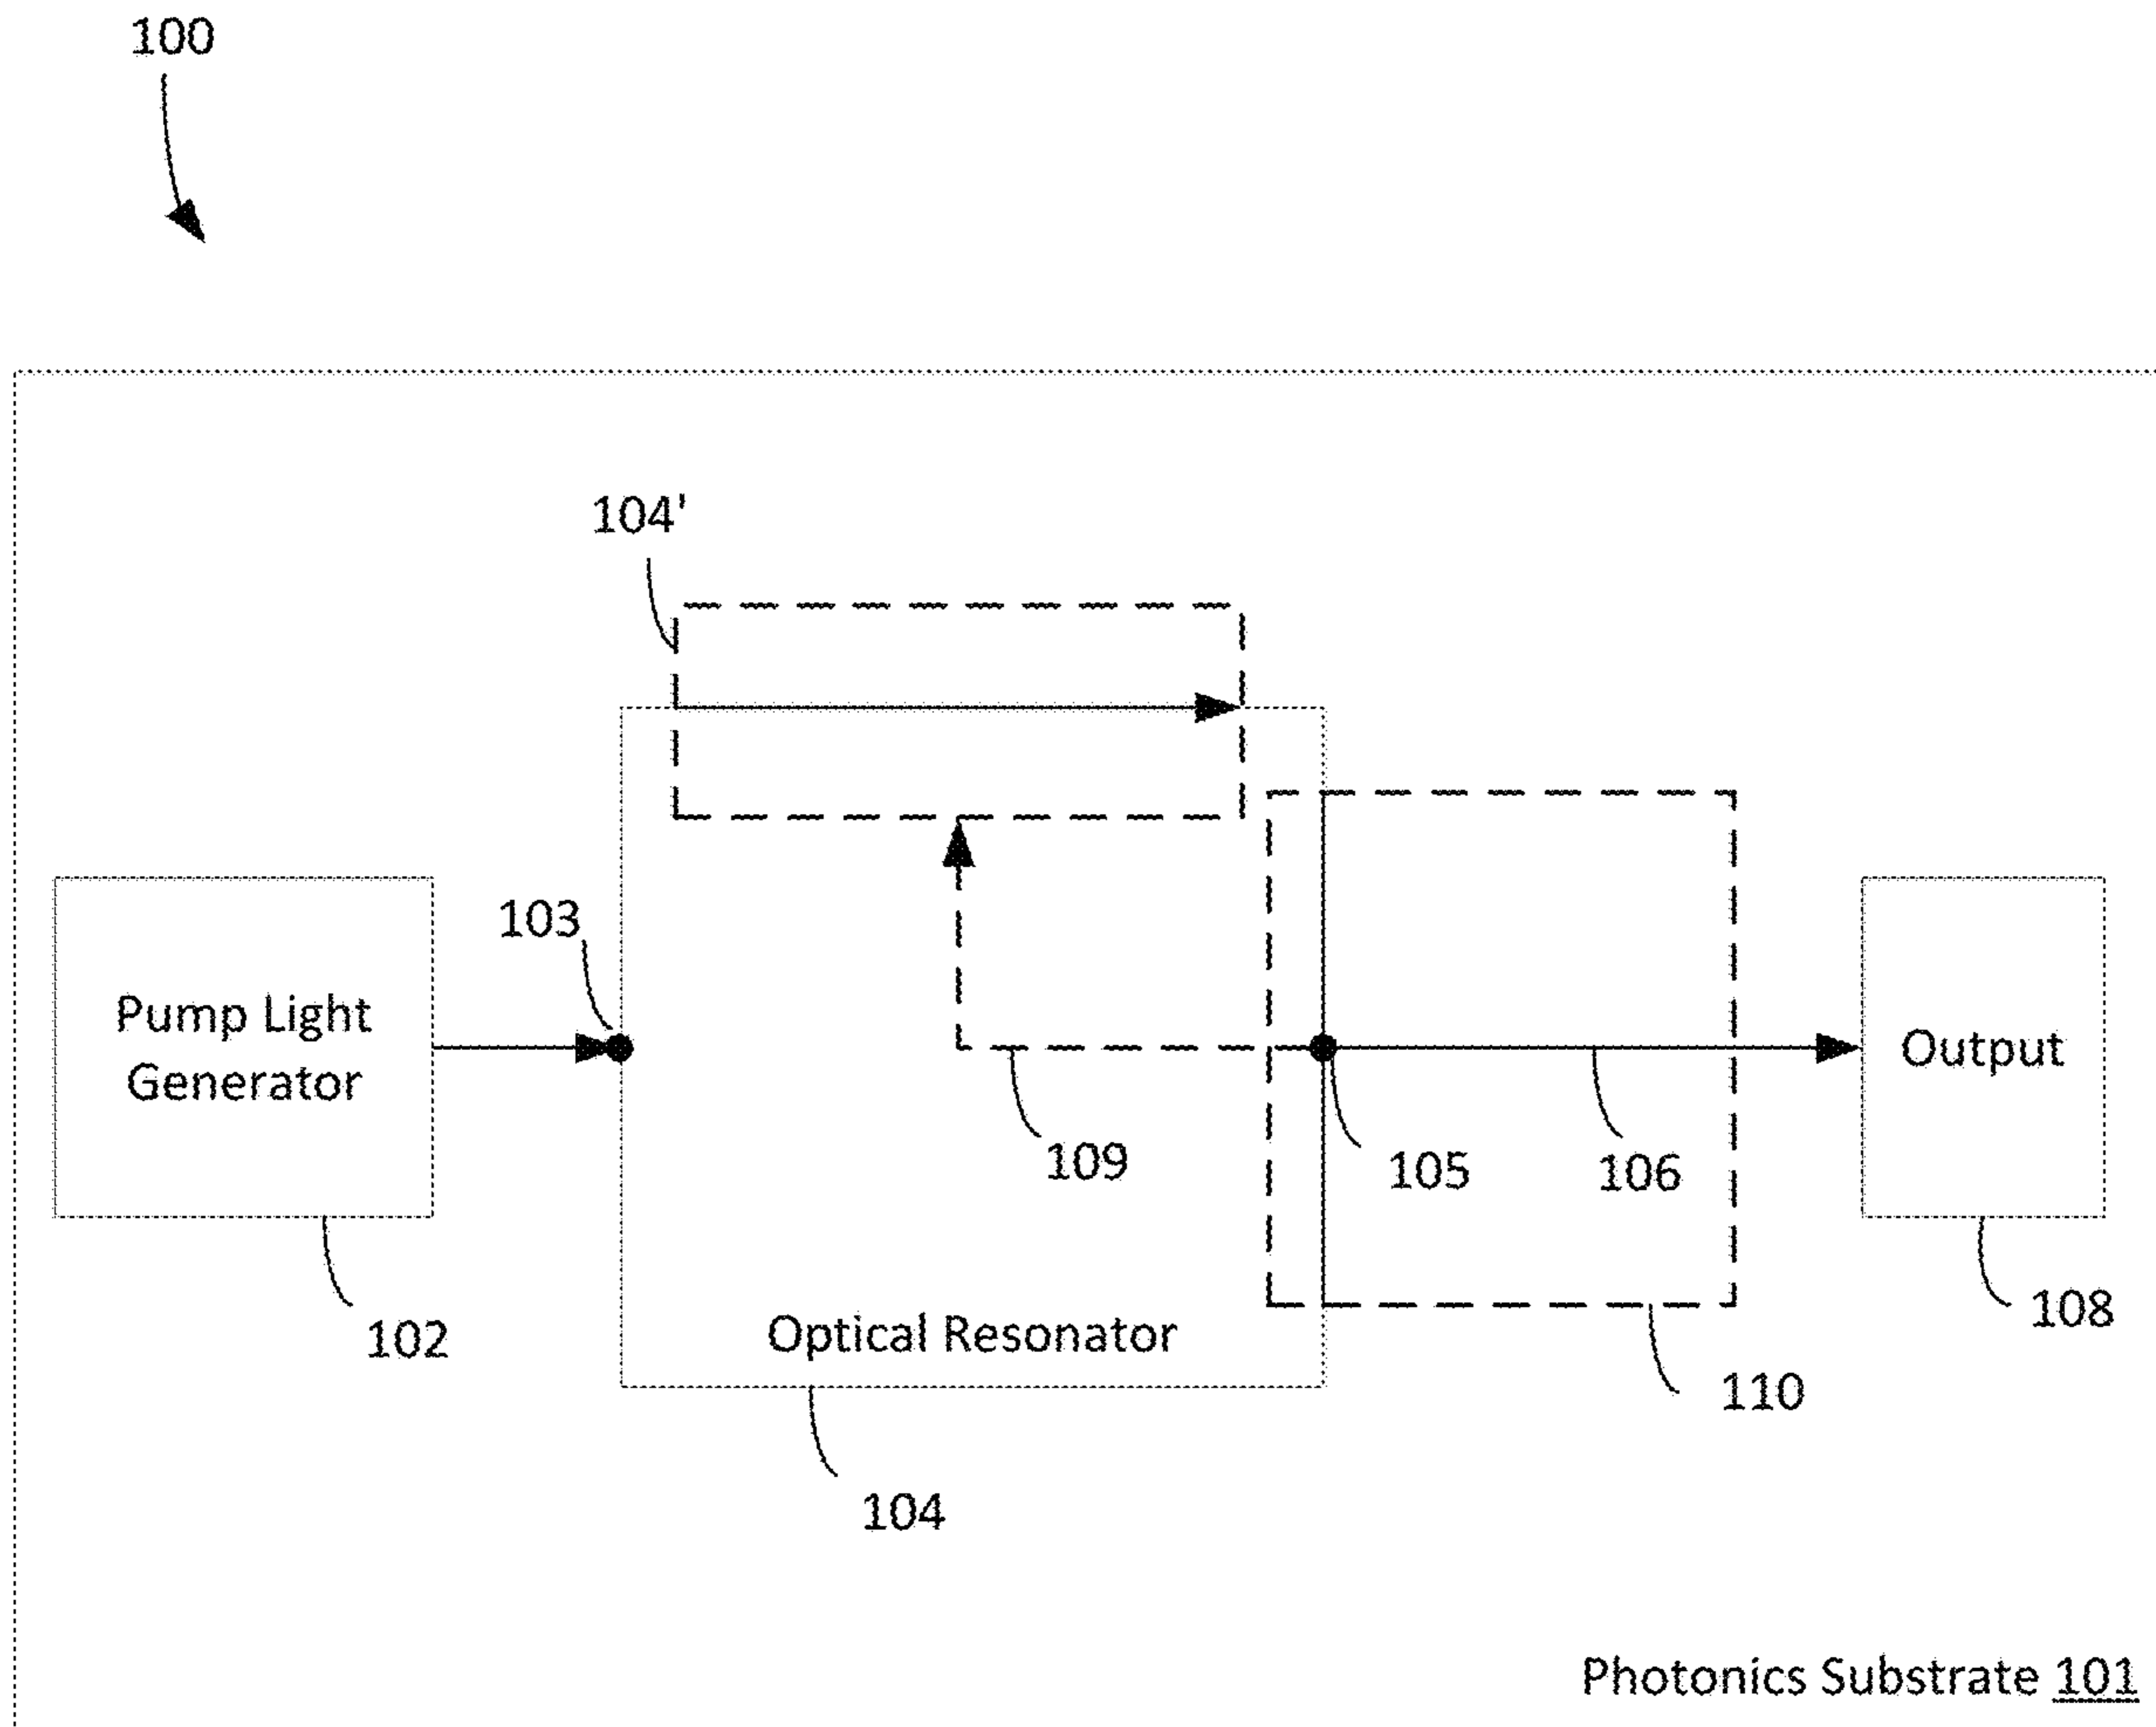 100
104'
103
Pump Light
Generator
Output
109
105
106
102
Optical Resonator
108
110
104
Photonics Substrate 101